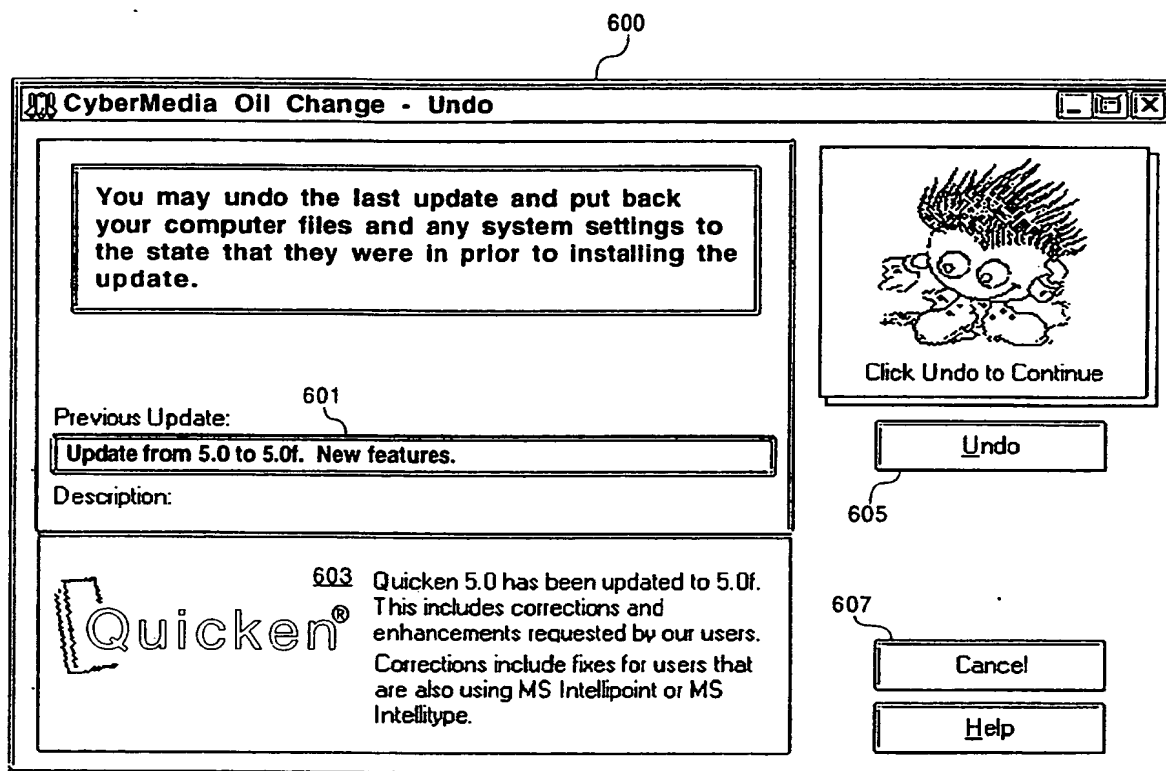 600
CyberMedia Oil Change - Undo
You may undo the last update and put back
your computer files and any system settings to
the state that they were in prior to installing the
update.
Click Undo to Continue
601
Previous Update:
Update from 5.0 to 5.0f. New features.
Undo
Description:
605
603
Quicken®
Quicken 5.0 has been updated to 5.0f.
This includes corrections and
enhancements requested by our users.
Corrections include fixes for users that
are also using MS Intellipoint or MS
Intellitype.
607
Cancel
Help